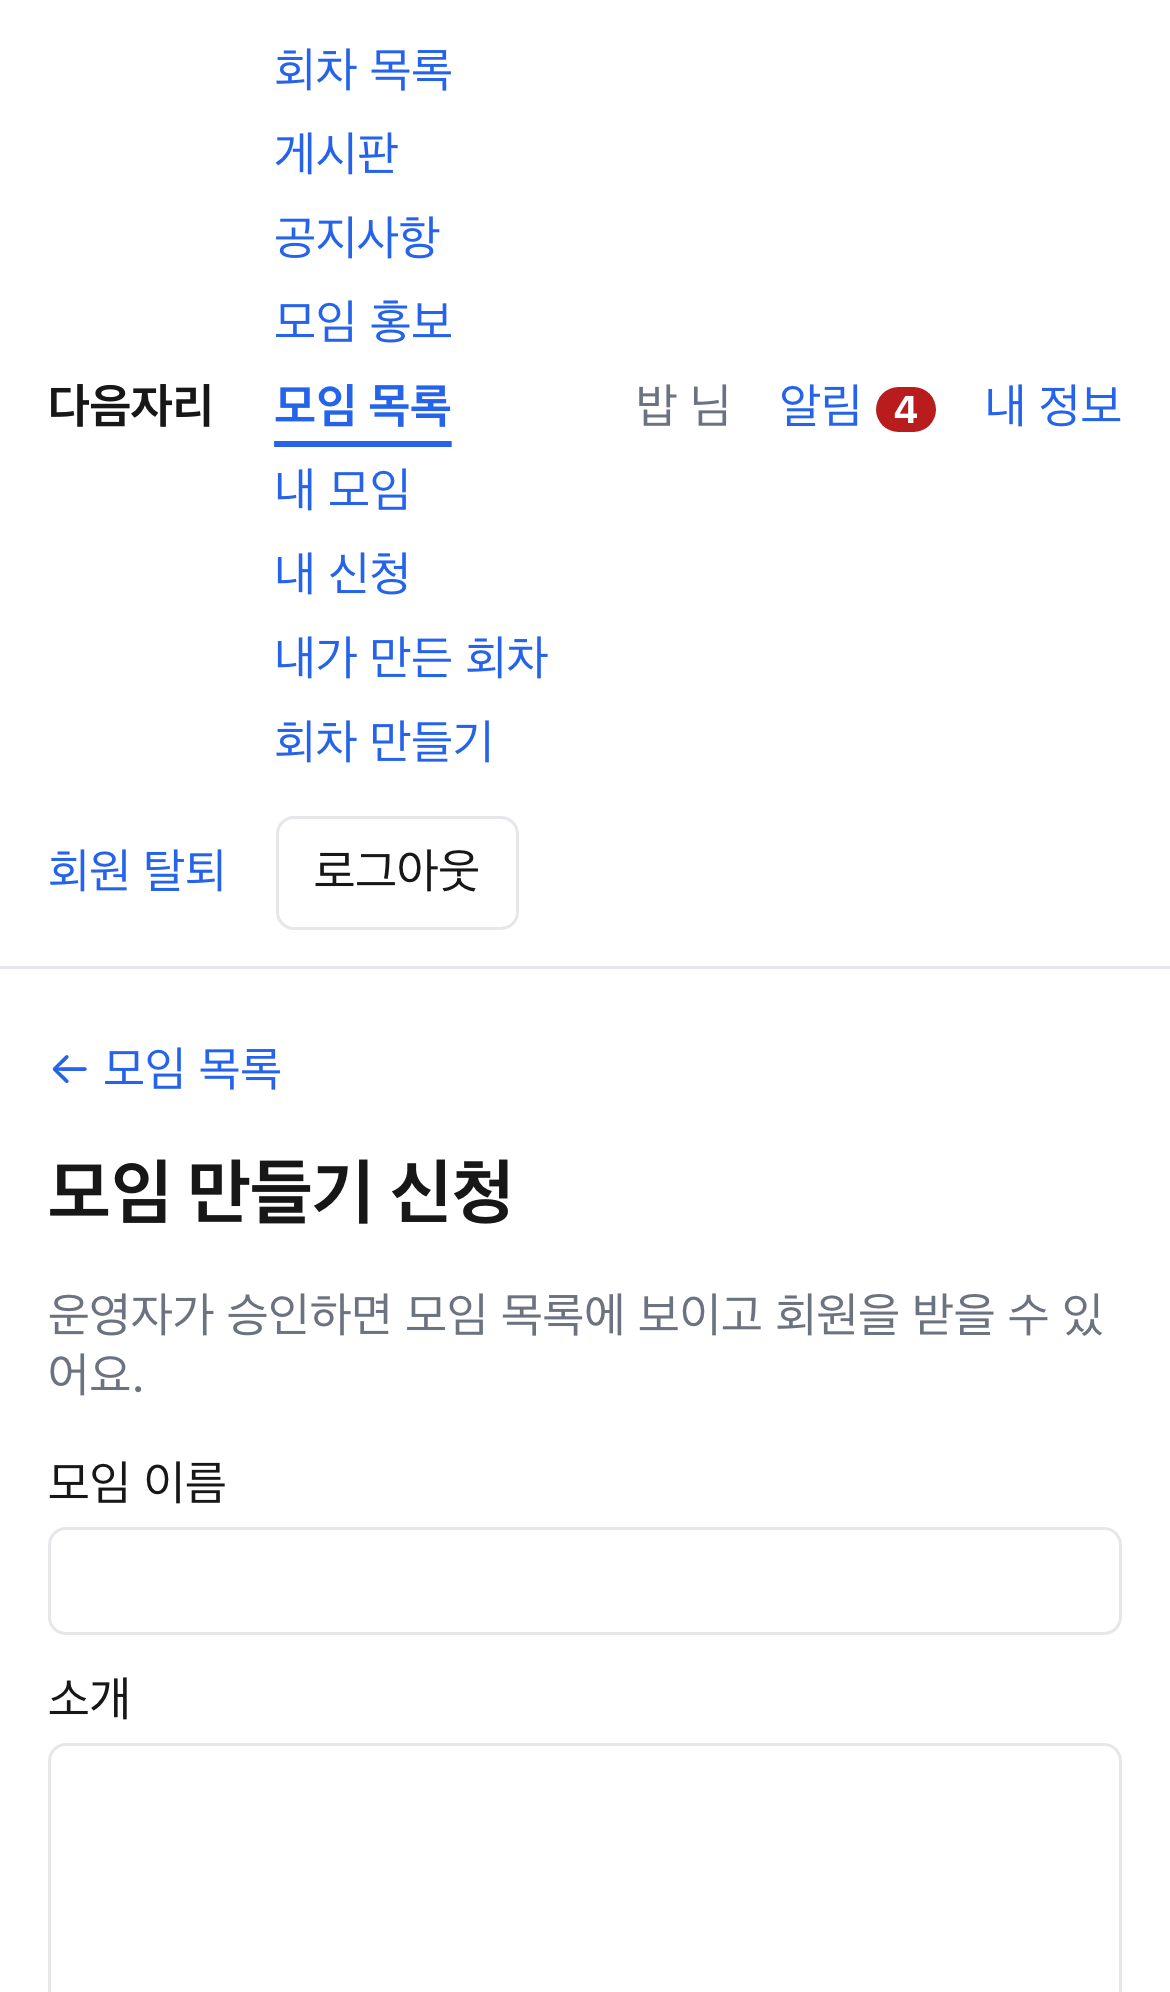 회차 목록
게시판
공지사항
모임 홍보
다음자리 모임 목록 밥 님 알림 4 내 정보
내 모임
내 신청
내가 만든 회차
회차 만들기
회원 탈퇴 로그아웃
← 모임 목록
모임 만들기 신청
운영자가 승인하면 모임 목록에 보이고 회원을 받을 수 있
어요.
모임 이름
소개